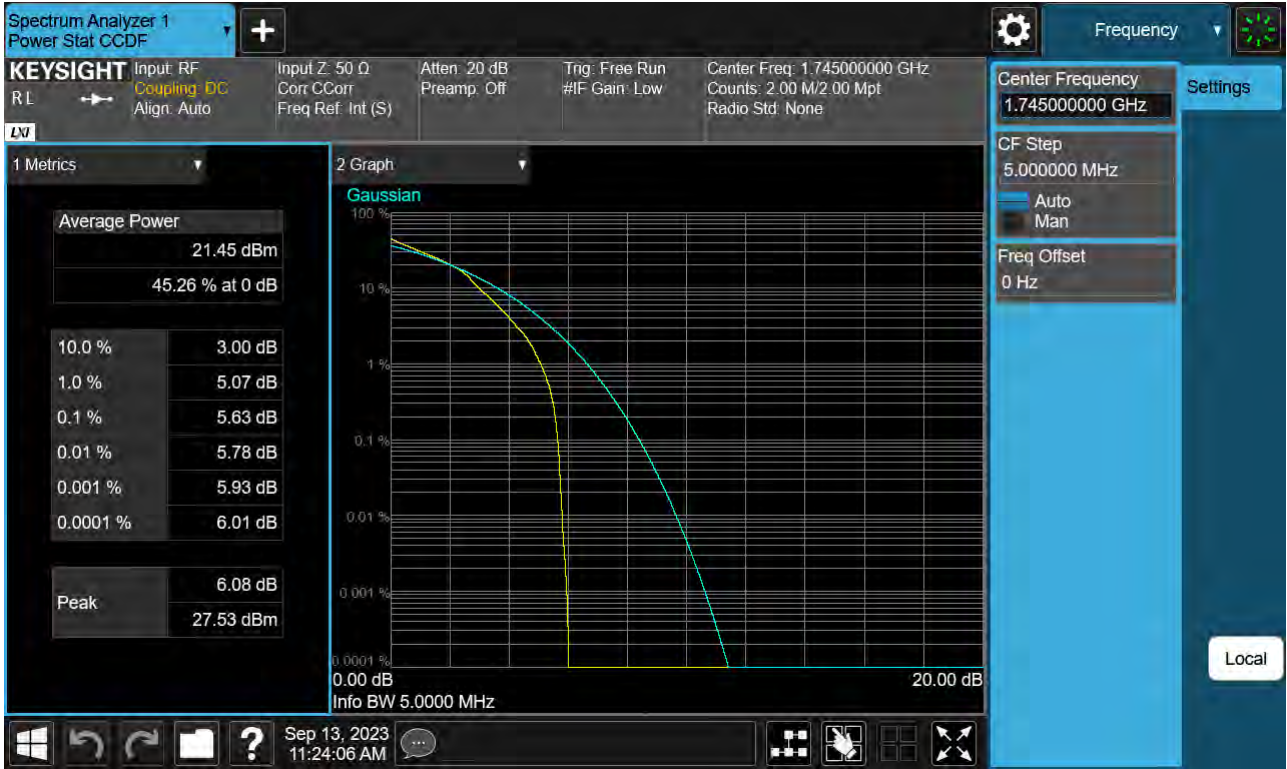 Spectrum Analyzer 1
Power Stat CCDF
Frequency
KEYSIGHT
R L
LXI
Input: RF
Coupling: DC
Align: Auto
Input Z: 50 Ω
Corr CCorr
Freq Ref: Int (S)
Atten: 20 dB
Preamp: Off
Trig: Free Run
#IF Gain: Low
Center Freq: 1.745000000 GHz
Counts: 2.00 M/2.00 Mpt
Radio Std: None
Center Frequency
1.745000000 GHz
Settings
CF Step
5.000000 MHz
Auto
Man
Freq Offset
0 Hz
1 Metrics
Average Power
21.45 dBm
45.26 % at 0 dB
10.0 % 3.00 dB
1.0 % 5.07 dB
0.1 % 5.63 dB
0.01 % 5.78 dB
0.001 % 5.93 dB
0.0001 % 6.01 dB
Peak
6.08 dB
27.53 dBm
2 Graph
Gaussian
100 %
10 %
1 %
0.1 %
0.01 %
0.001 %
0.0001 %
0.00 dB 20.00 dB
Info BW 5.0000 MHz
Local
?
Sep 13, 2023
11:24:06 AM